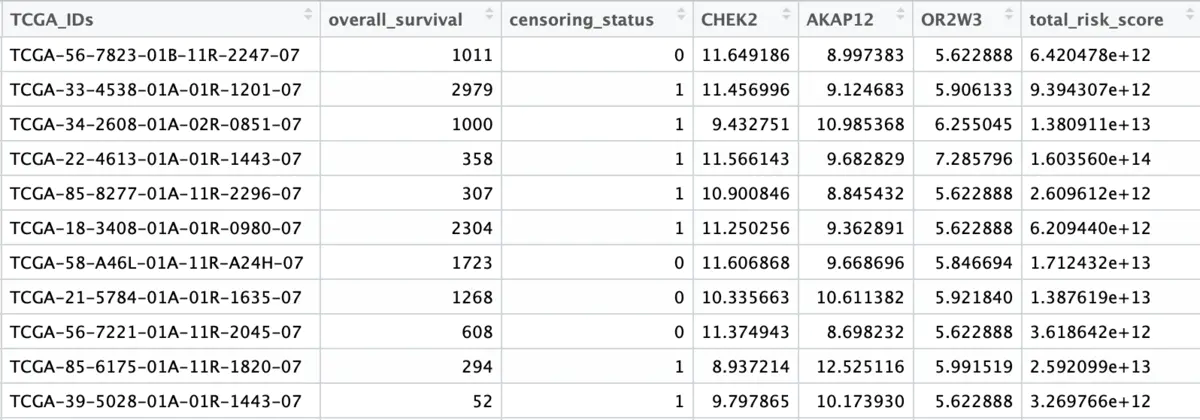 TCGA_IDs overall_survival censoring_status CHEK2 AKAP12 OR2W3 total_risk_score
TCGA-56-7823-01B-11R-2247-07 1011 0 11.649186 8.997383 5.622888 6.420478e+12
TCGA-33-4538-01A-01R-1201-07 2979 1 11.456996 9.124683 5.906133 9.394307e+12
TCGA-34-2608-01A-02R-0851-07 1000 1 9.432751 10.985368 6.255045 1.380911e+13
TCGA-22-4613-01A-01R-1443-07 358 1 11.566143 9.682829 7.285796 1.603560e+14
TCGA-85-8277-01A-11R-2296-07 307 1 10.900846 8.845432 5.622888 2.609612e+12
TCGA-18-3408-01A-01R-0980-07 2304 1 11.250256 9.362891 5.622888 6.209440e+12
TCGA-58-A46L-01A-11R-A24H-07 1723 0 11.606868 9.668696 5.846694 1.712432e+13
TCGA-21-5784-01A-01R-1635-07 1268 0 10.335663 10.611382 5.921840 1.387619e+13
TCGA-56-7221-01A-11R-2045-07 608 0 11.374943 8.698232 5.622888 3.618642e+12
TCGA-85-6175-01A-11R-1820-07 294 1 8.937214 12.525116 5.991519 2.592099e+13
TCGA-39-5028-01A-01R-1443-07 52 1 9.797865 10.173930 5.622888 3.269766e+12